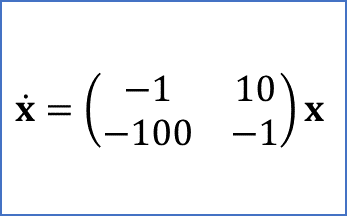 ẋ = (−1 10
−100 −1) x